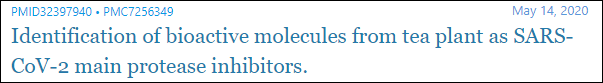 PMID32397940 • PMC7256349 May 14, 2020
Identification of bioactive molecules from tea plant as SARS-
CoV-2 main protease inhibitors.